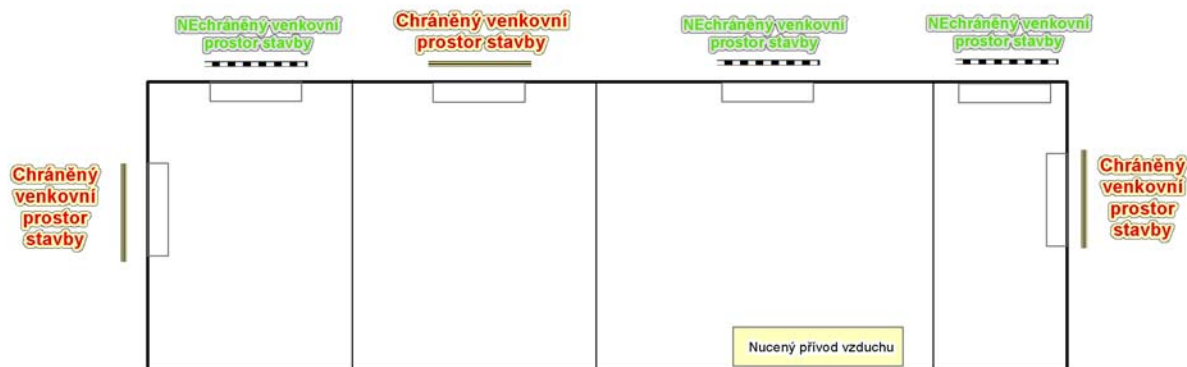 NEchráněný venkovní
prostor stavby
Chráněný venkovní
prostor stavby
NEchráněný venkovní
prostor stavby
NEchráněný venkovní
prostor stavby
Chráněný
venkovní
prostor
stavby
Chráněný
venkovní
prostor
stavby
Nucený přívod vzduchu